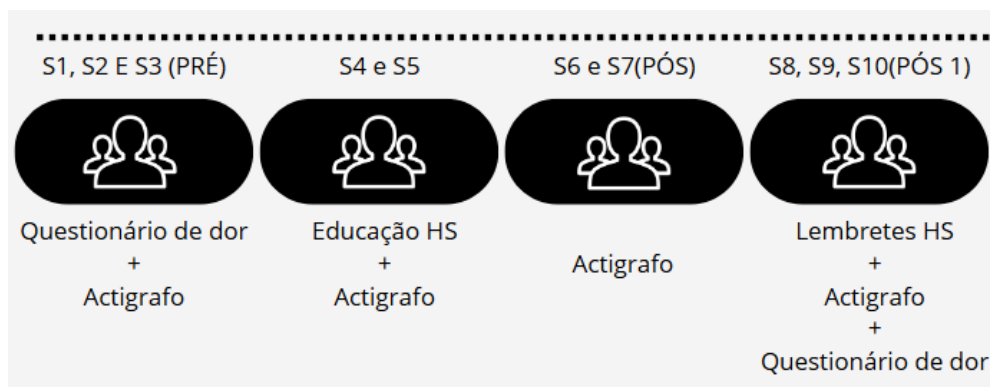 S1, S2 E S3 (PRÉ)
Questionário de dor
+
Actigrafo
S4 e S5
Educação HS
+
Actigrafo
S6 e S7(PÓS)
Actigrafo
S8, S9, S10(PÓS 1)
Lembretes HS
+
Actigrafo
+
Questionário de dor